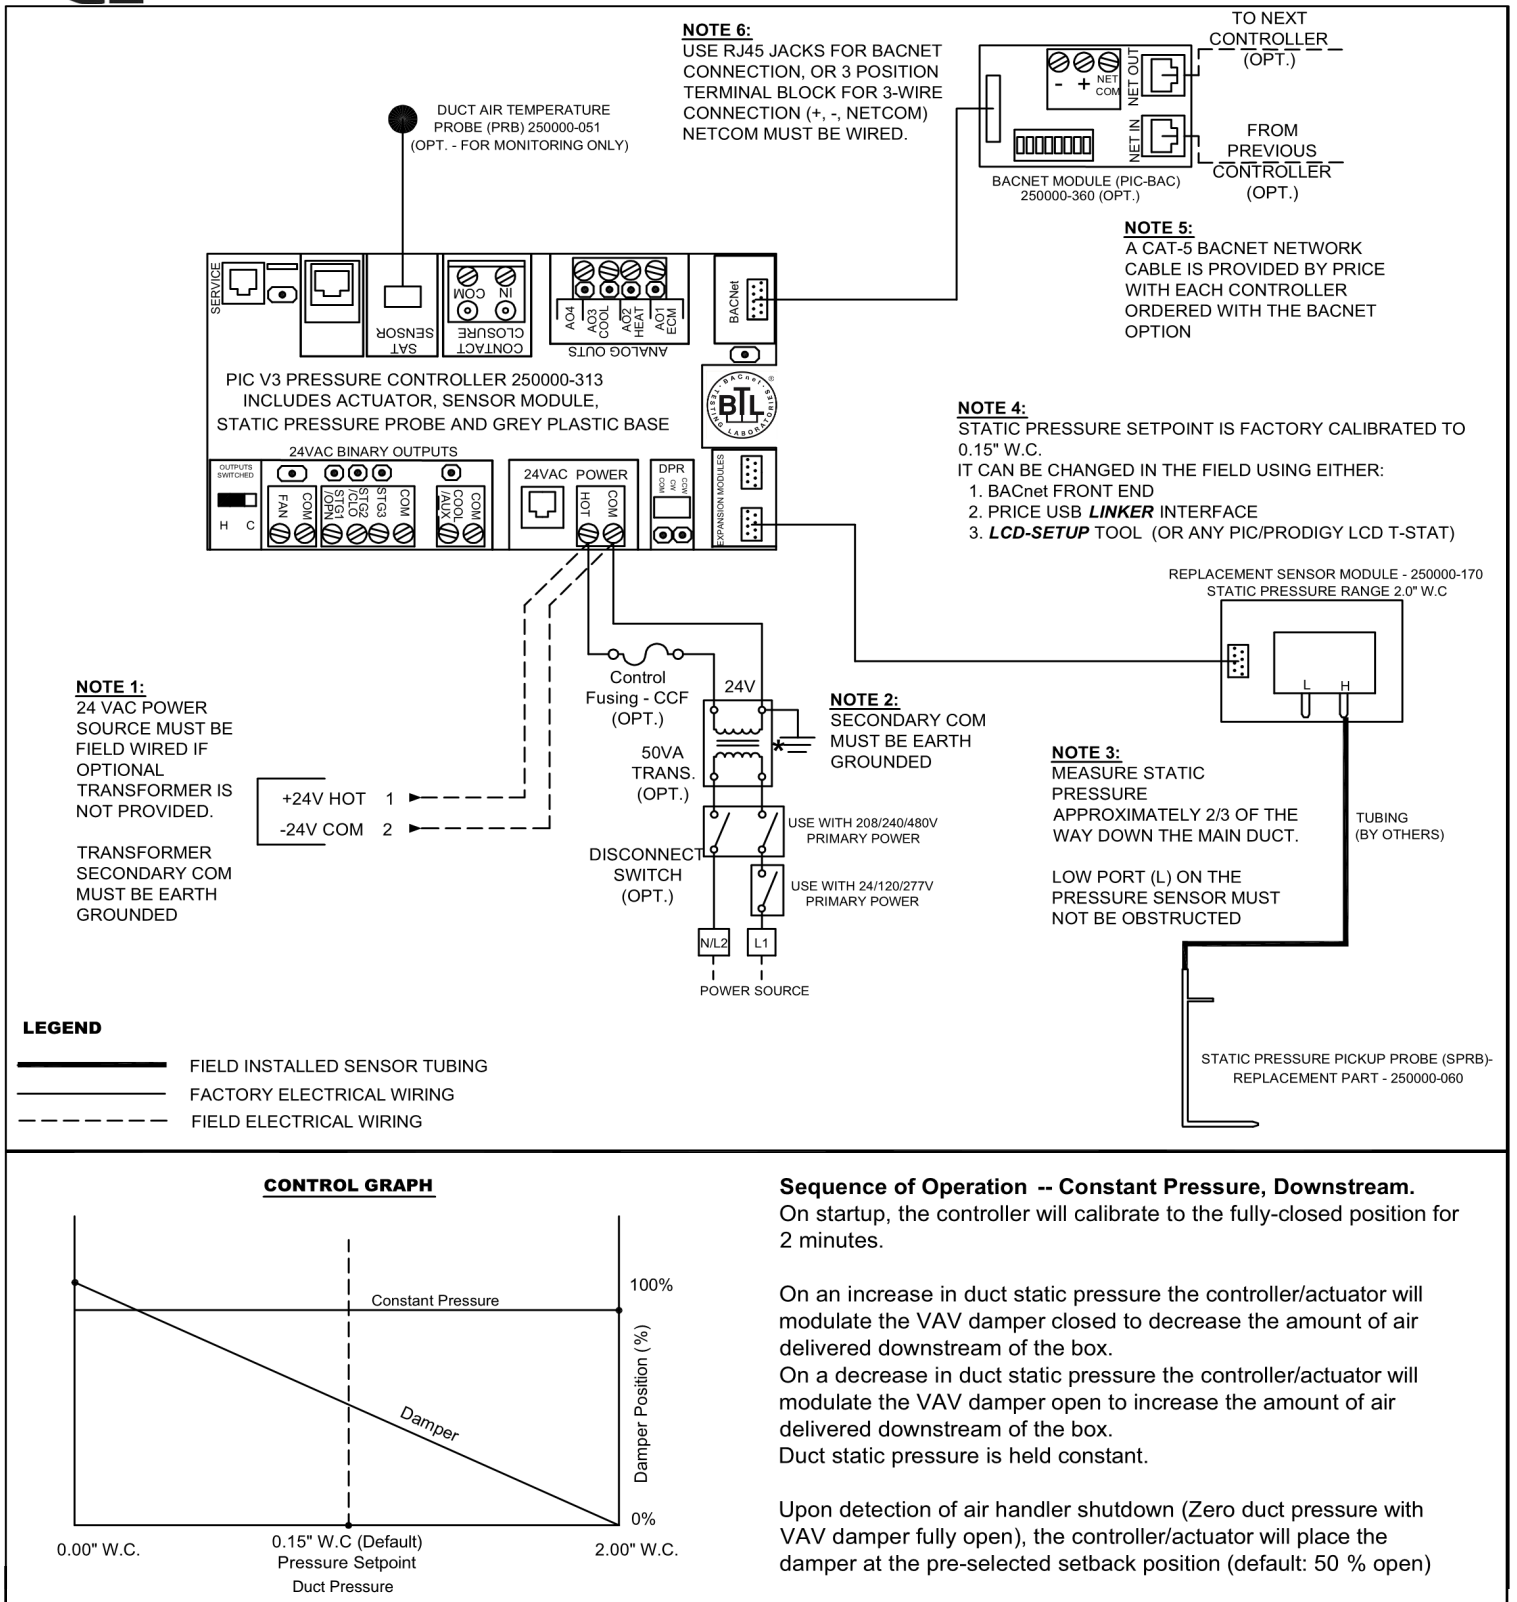 NOTE 6:
USE RJ45 JACKS FOR BACNET
CONNECTION, OR 3 POSITION
TERMINAL BLOCK FOR 3-WIRE
CONNECTION (+, -, NETCOM)
NETCOM MUST BE WIRED.
- +
NET
COM
NET OUT
NET IN
TO NEXT
CONTROLLER
(OPT.)
FROM
PREVIOUS
CONTROLLER
(OPT.)
BACNET MODULE (PIC-BAC)
250000-360 (OPT.)
DUCT AIR TEMPERATURE
PROBE (PRB) 250000-051
(OPT. - FOR MONITORING ONLY)
NOTE 5:
A CAT-5 BACNET NETWORK
CABLE IS PROVIDED BY PRICE
WITH EACH CONTROLLER
ORDERED WITH THE BACNET
OPTION
SERVICE
SAT
SENSOR
COM
IN
CONTACT
CLOSURE
AO4
AO3
COOL
AO2
HEAT
AO1
ECM
ANALOG OUTS
BACNet
PIC V3 PRESSURE CONTROLLER 250000-313
INCLUDES ACTUATOR, SENSOR MODULE,
STATIC PRESSURE PROBE AND GREY PLASTIC BASE
BACnet
®
BTL
TESTING LABORATORIES
24VAC BINARY OUTPUTS
OUTPUTS
SWITCHED
H C
FAN
COM
STG1
/OPN
STG2
/CLO
STG3
COM
COOL
/AUX
COM
24VAC POWER
HOT
COM
DPR
COM
CW
CCW
EXPANSION MODULES
NOTE 4:
STATIC PRESSURE SETPOINT IS FACTORY CALIBRATED TO
0.15" W.C.
IT CAN BE CHANGED IN THE FIELD USING EITHER:
1. BACnet FRONT END
2. PRICE USB LINKER INTERFACE
3. LCD-SETUP TOOL (OR ANY PIC/PRODIGY LCD T-STAT)
REPLACEMENT SENSOR MODULE - 250000-170
STATIC PRESSURE RANGE 2.0" W.C
L H
NOTE 1:
24 VAC POWER
SOURCE MUST BE
FIELD WIRED IF
OPTIONAL
TRANSFORMER IS
NOT PROVIDED.
TRANSFORMER
SECONDARY COM
MUST BE EARTH
GROUNDED
+24V HOT 1
-24V COM 2
Control
Fusing - CCF
(OPT.)
24V
50VA
TRANS.
(OPT.)
*
NOTE 2:
SECONDARY COM
MUST BE EARTH
GROUNDED
USE WITH 208/240/480V
PRIMARY POWER
DISCONNECT
SWITCH
(OPT.)
USE WITH 24/120/277V
PRIMARY POWER
N/L2
L1
POWER SOURCE
NOTE 3:
MEASURE STATIC
PRESSURE
APPROXIMATELY 2/3 OF THE
WAY DOWN THE MAIN DUCT.
LOW PORT (L) ON THE
PRESSURE SENSOR MUST
NOT BE OBSTRUCTED
TUBING
(BY OTHERS)
STATIC PRESSURE PICKUP PROBE (SPRB)-
REPLACEMENT PART - 250000-060
LEGEND
FIELD INSTALLED SENSOR TUBING
FACTORY ELECTRICAL WIRING
FIELD ELECTRICAL WIRING
CONTROL GRAPH
100%
Constant Pressure
Damper
Damper Position (%)
0%
0.00" W.C.
0.15" W.C (Default)
Pressure Setpoint
2.00" W.C.
Duct Pressure
Sequence of Operation -- Constant Pressure, Downstream.
On startup, the controller will calibrate to the fully-closed position for
2 minutes.
On an increase in duct static pressure the controller/actuator will
modulate the VAV damper closed to decrease the amount of air
delivered downstream of the box.
On a decrease in duct static pressure the controller/actuator will
modulate the VAV damper open to increase the amount of air
delivered downstream of the box.
Duct static pressure is held constant.
Upon detection of air handler shutdown (Zero duct pressure with
VAV damper fully open), the controller/actuator will place the
damper at the pre-selected setback position (default: 50 % open)